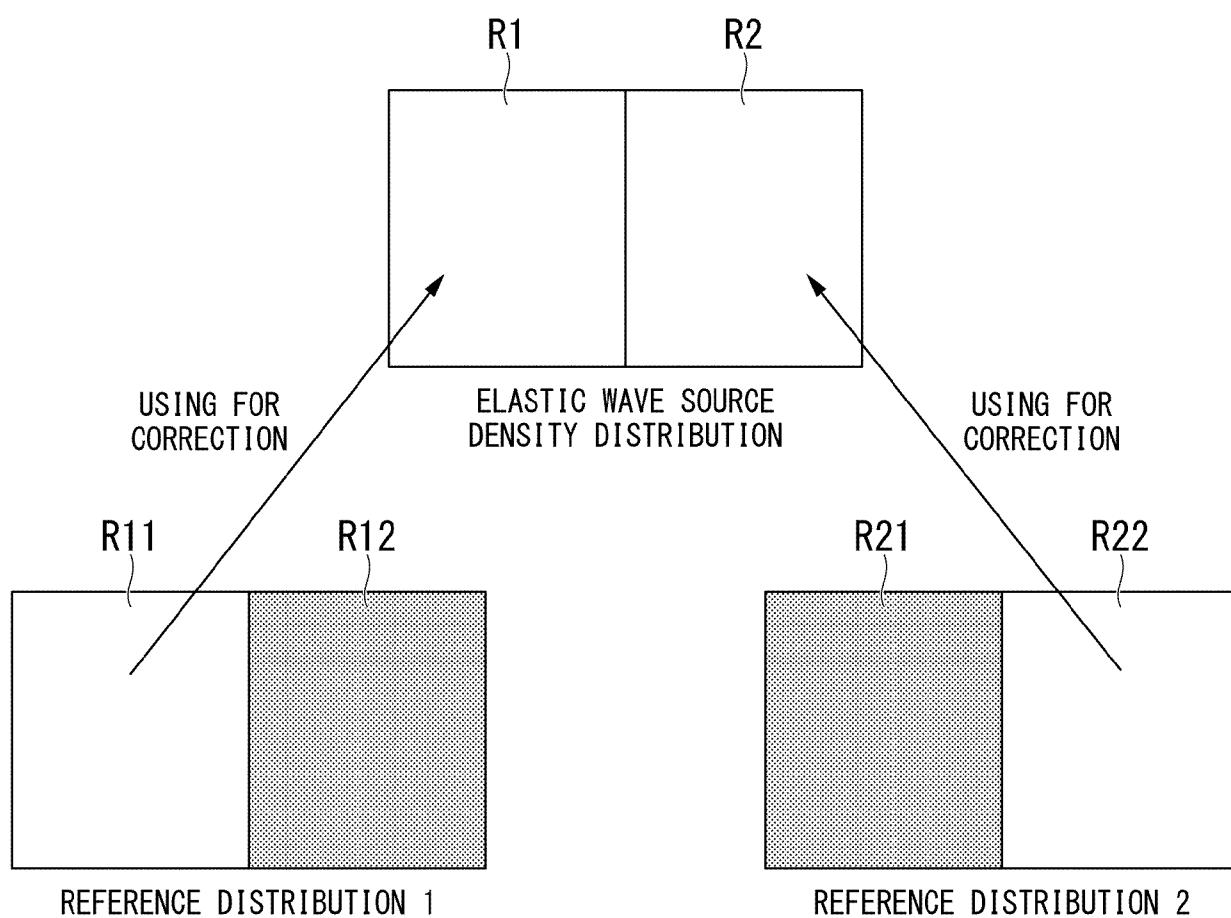 R1 R2
USING FOR
CORRECTION
ELASTIC WAVE SOURCE
DENSITY DISTRIBUTION
USING FOR
CORRECTION
R11 R12
R21 R22
REFERENCE DISTRIBUTION 1
REFERENCE DISTRIBUTION 2